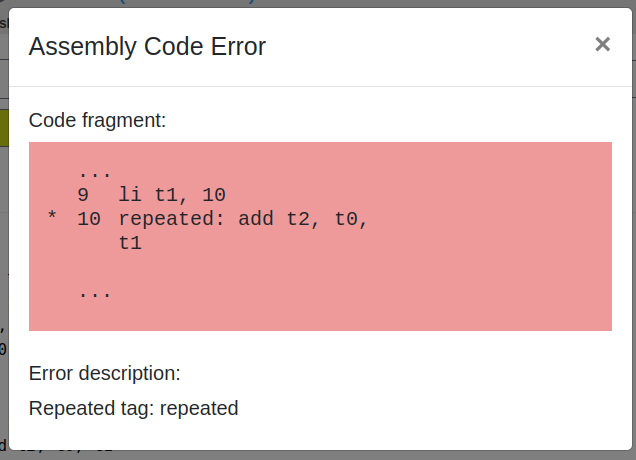 Assembly Code Error
×
Code fragment:
...
9 li t1, 10
* 10 repeated: add t2, t0,
t1
...
Error description:
Repeated tag: repeated